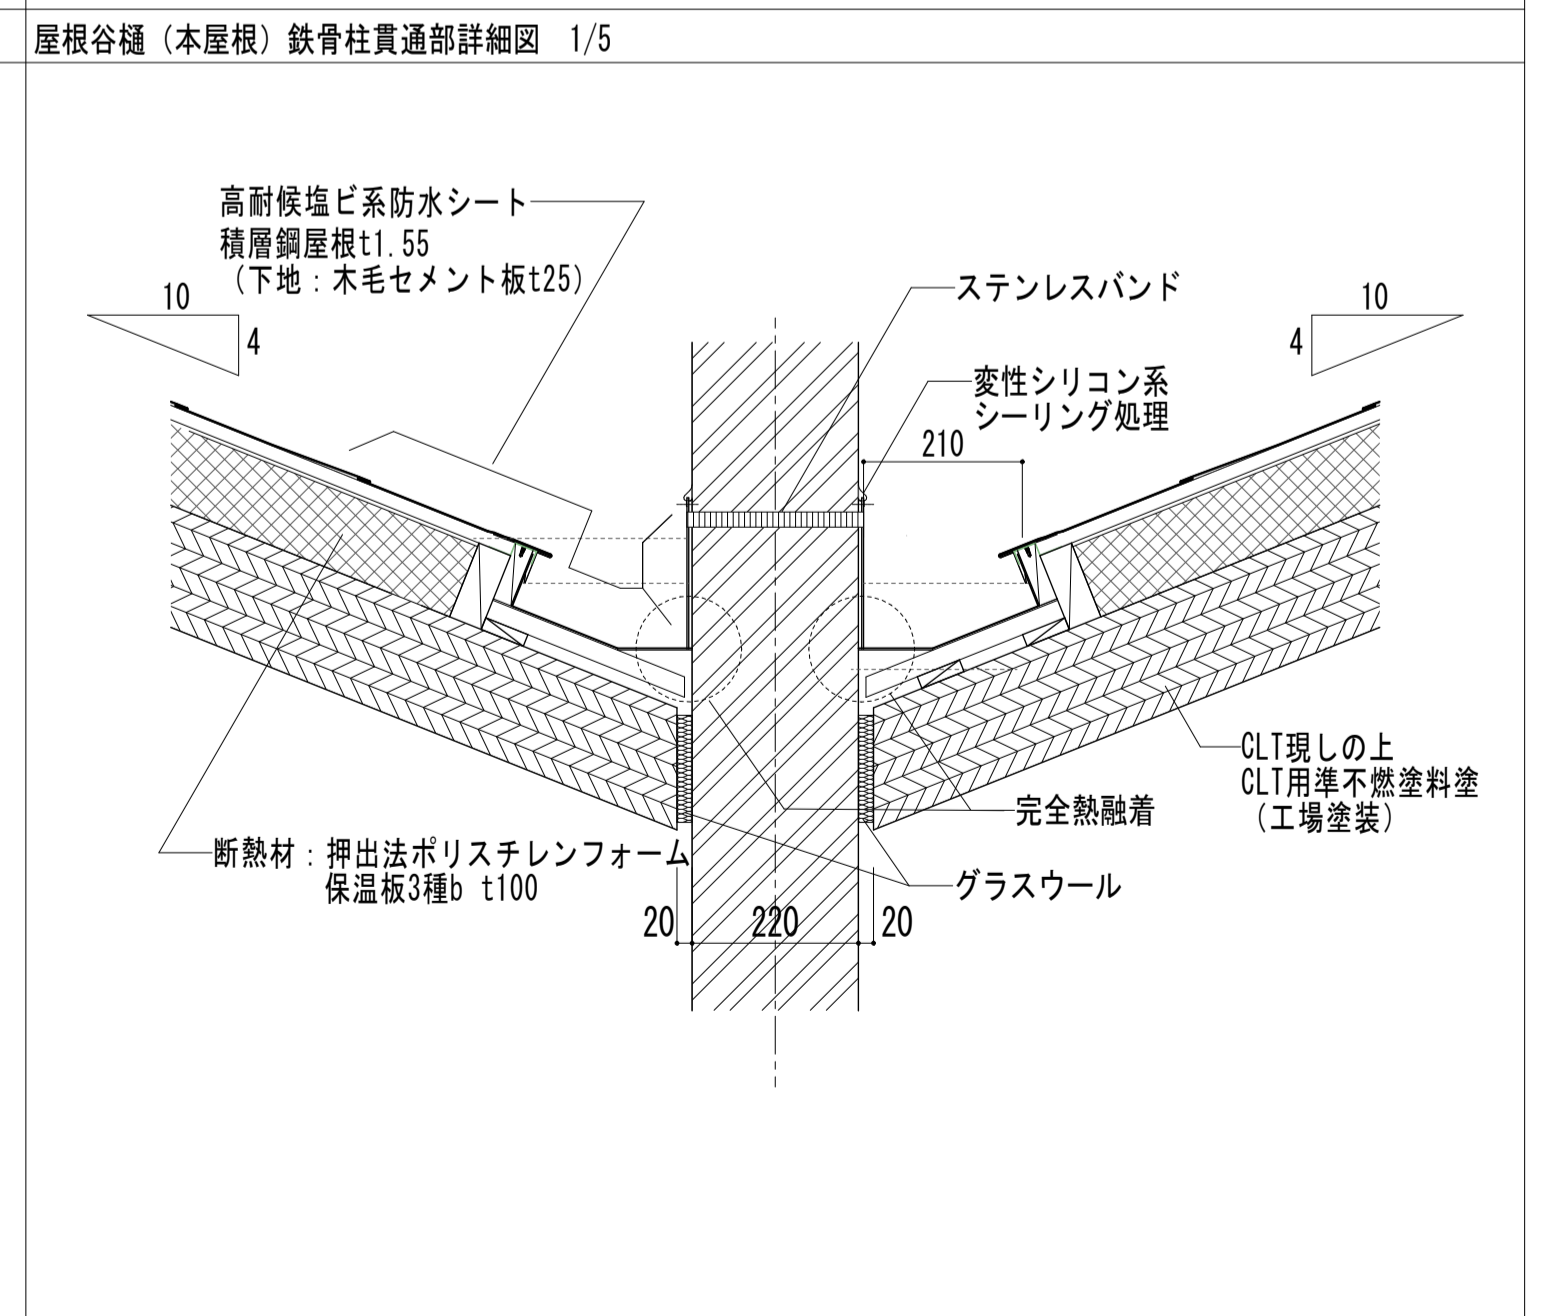 屋根谷樋（本屋根）鉄骨柱貫通部詳細図　1/5
高耐候塩ビ系防水シート
積層鋼屋根t1.55
（下地：木毛セメント板t25）
10
4
ステンレスバンド
10
4
変性シリコン系
シーリング処理
210
CLT現しの上
CLT用準不燃塗料塗
（工場塗装）
完全熱融着
断熱材：押出法ポリスチレンフォーム
保温板3種b t100
グラスウール
20
220
20